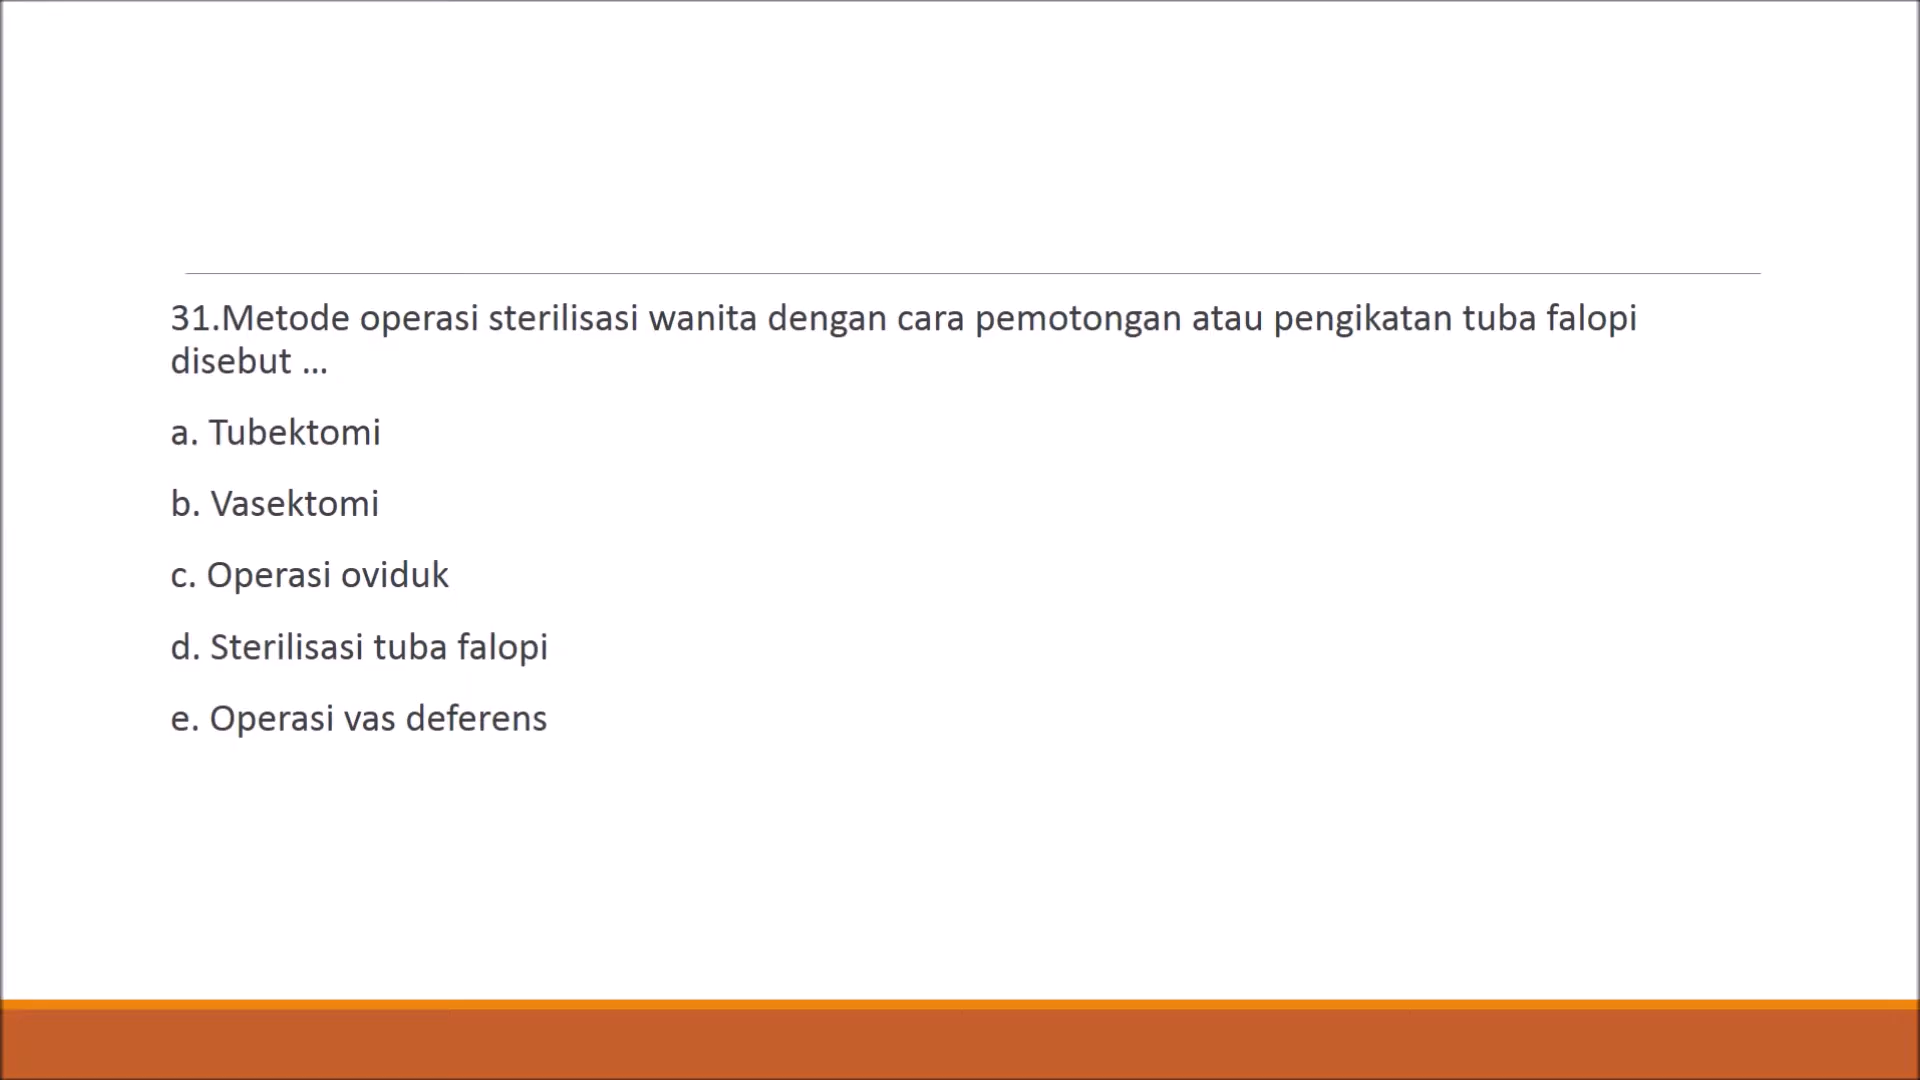 31.Metode operasi sterilisasi wanita dengan cara pemotongan atau pengikatan tuba falopi
disebut ...
a. Tubektomi
b. Vasektomi
c. Operasi oviduk
d. Sterilisasi tuba falopi
e. Operasi vas deferens